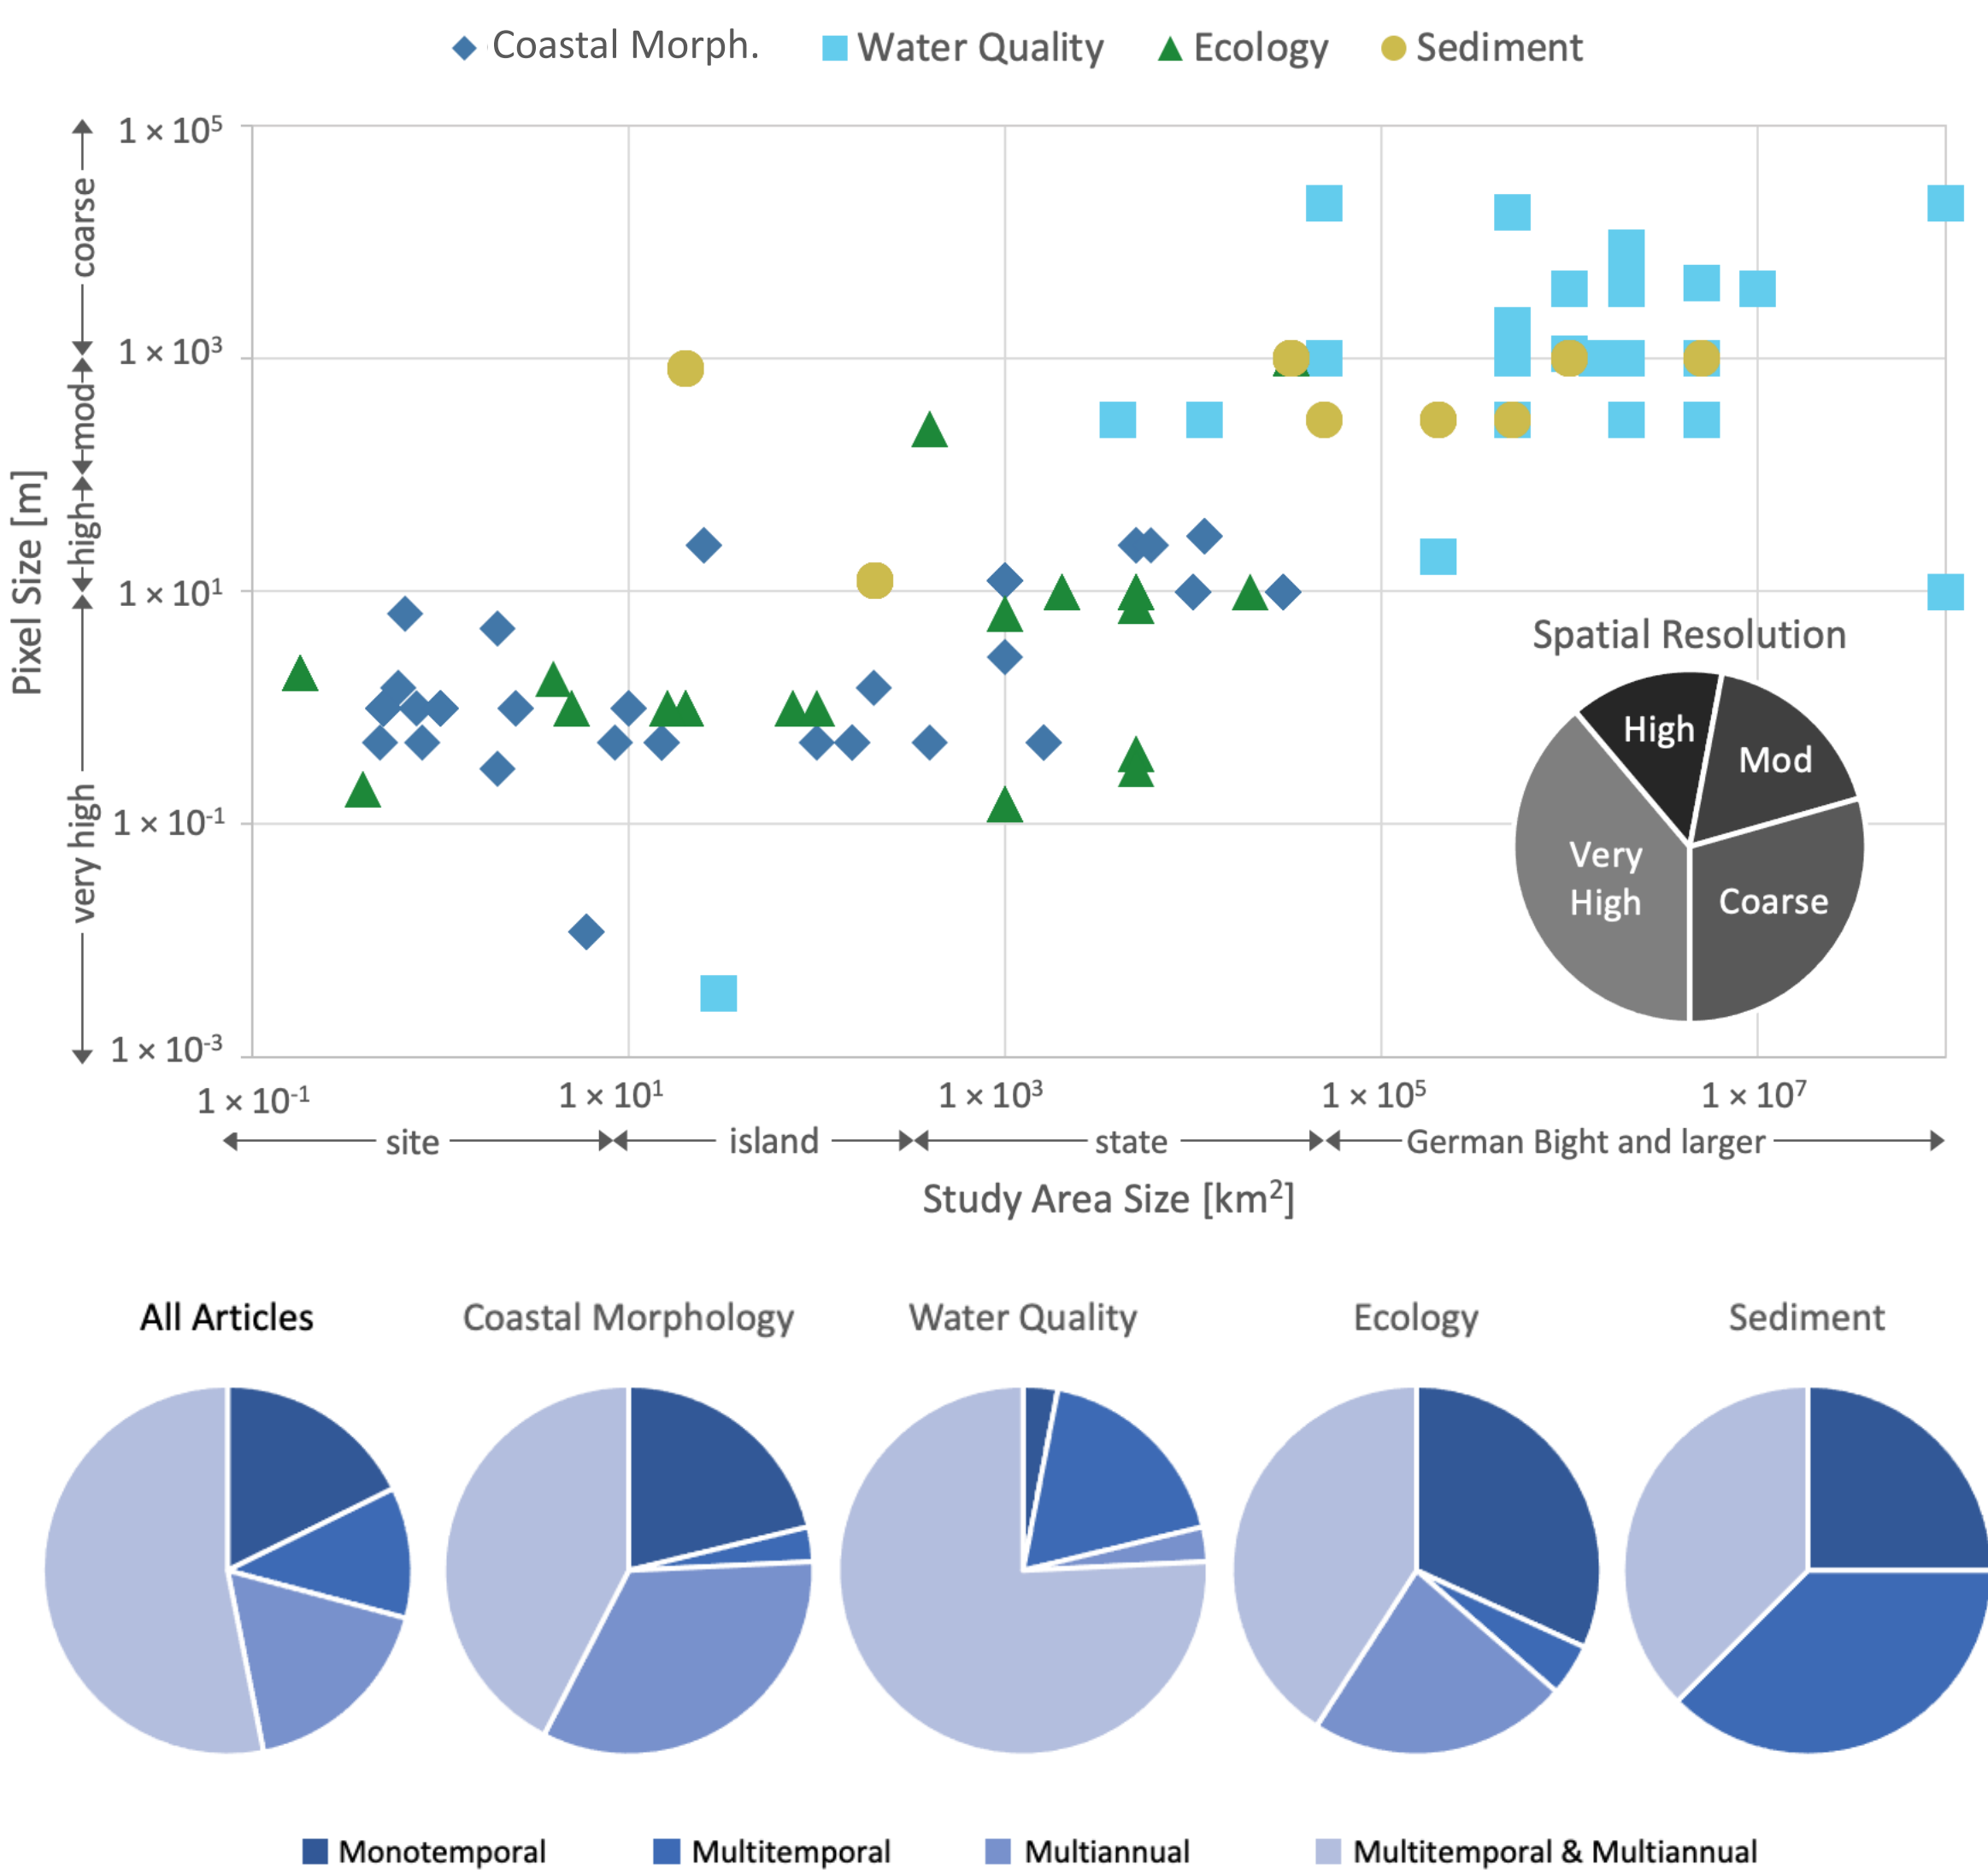 Coastal Morph. Water Quality Ecology Sediment
1 × 10⁵
coarse
1 × 10³
mod
high
1 × 10¹
very high
1 × 10⁻¹
1 × 10⁻³
Pixel Size [m]
Spatial Resolution
High
Mod
Very
High
Coarse
1 × 10⁻¹ 1 × 10¹ 1 × 10³ 1 × 10⁵ 1 × 10⁷
site island state German Bight and larger
Study Area Size [km²]
All Articles Coastal Morphology Water Quality Ecology Sediment
Monotemporal Multitemporal Multiannual Multitemporal & Multiannual